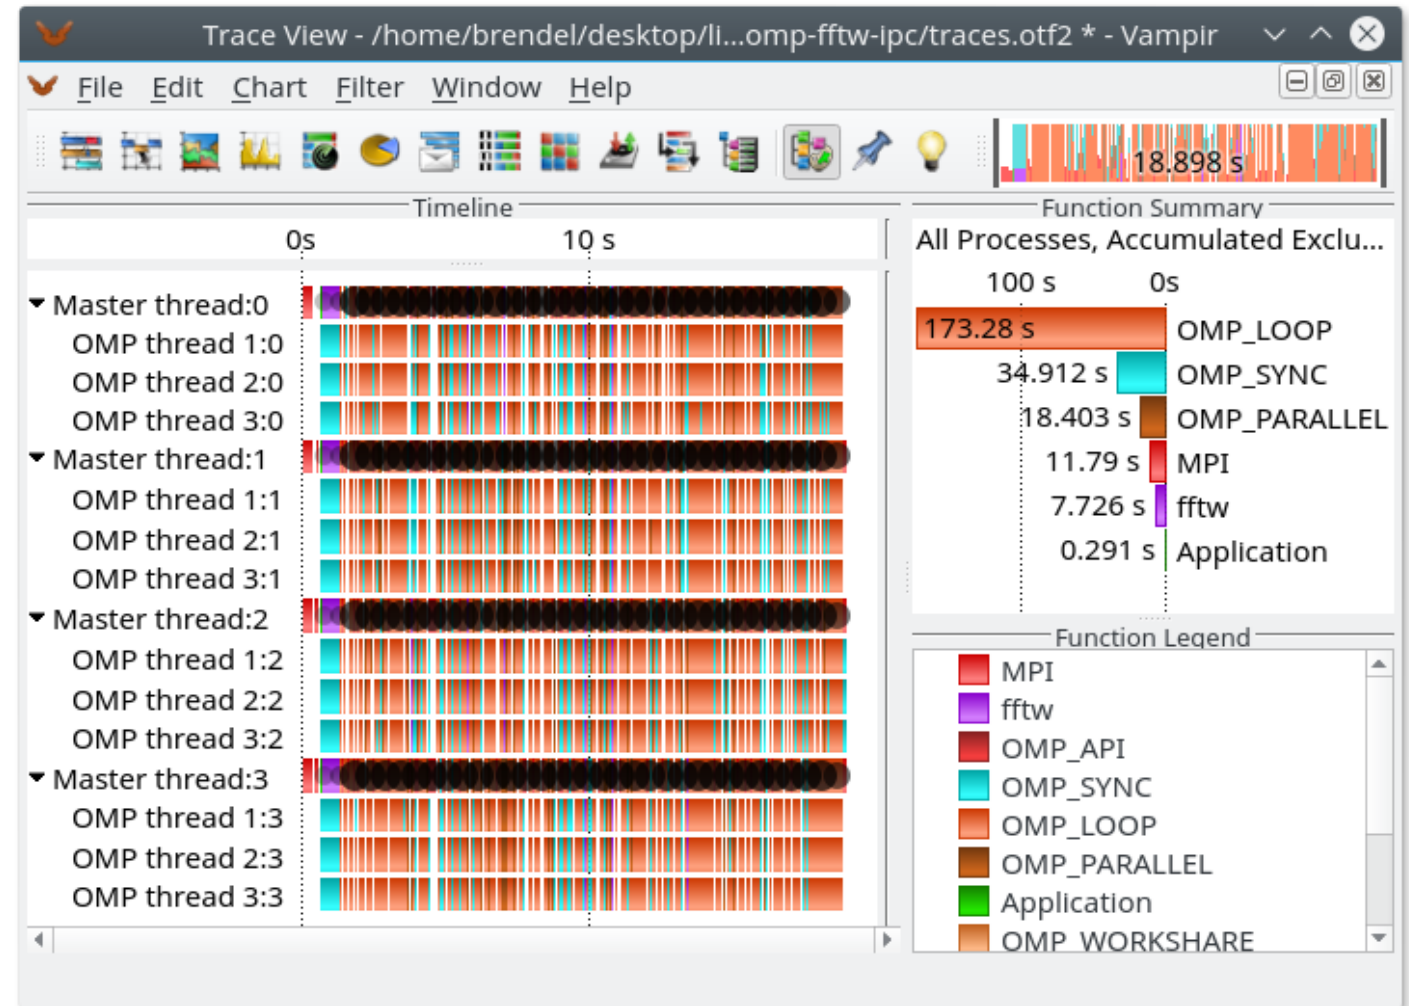 Trace View - /home/brendel/desktop/li...omp-fftw-ipc/traces.otf2 * - Vampir
File Edit Chart Filter Window Help
18.898 s
Timeline
0s 10 s
Master thread:0
OMP thread 1:0
OMP thread 2:0
OMP thread 3:0
Master thread:1
OMP thread 1:1
OMP thread 2:1
OMP thread 3:1
Master thread:2
OMP thread 1:2
OMP thread 2:2
OMP thread 3:2
Master thread:3
OMP thread 1:3
OMP thread 2:3
OMP thread 3:3
Function Summary
All Processes, Accumulated Exclu...
100 s 0s
173.28 s OMP_LOOP
34.912 s OMP_SYNC
18.403 s OMP_PARALLEL
11.79 s MPI
7.726 s fftw
0.291 s Application
Function Legend
MPI
fftw
OMP_API
OMP_SYNC
OMP_LOOP
OMP_PARALLEL
Application
OMP_WORKSHARE